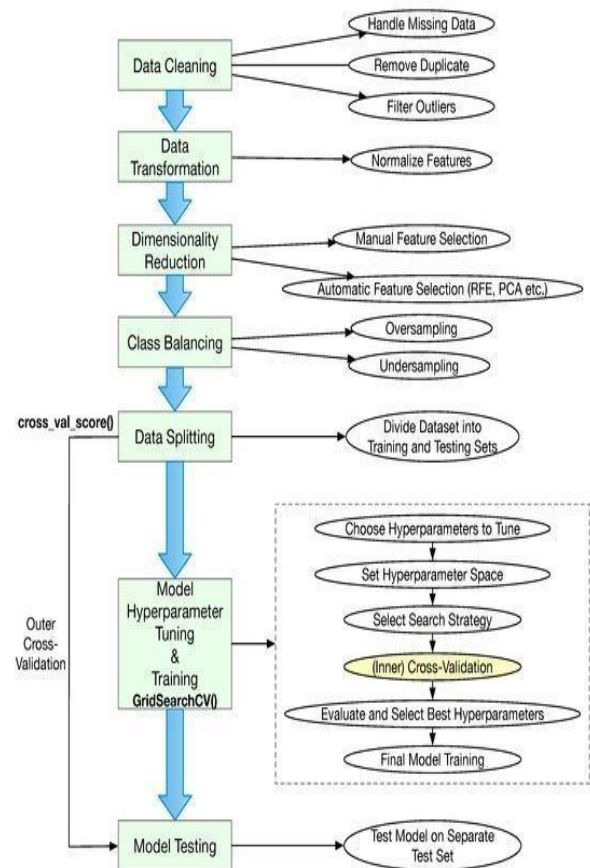 Handle Missing Data
Data Cleaning
Remove Duplicate
Filter Outliers
Data
Transformation
Normalize Features
Dimensionality
Reduction
Manual Feature Selection
Automatic Feature Selection (RFE, PCA etc.)
Class Balancing
Oversampling
Undersampling
cross_val_score()
Data Splitting
Divide Dataset into
Training and Testing Sets
Outer
Cross-
Validation
Model
Hyperparameter
Tuning
&
Training
GridSearchCV()
Choose Hyperparameters to Tune
Set Hyperparameter Space
Select Search Strategy
(Inner) Cross-Validation
Evaluate and Select Best Hyperparameters
Final Model Training
Model Testing
Test Model on Separate
Test Set